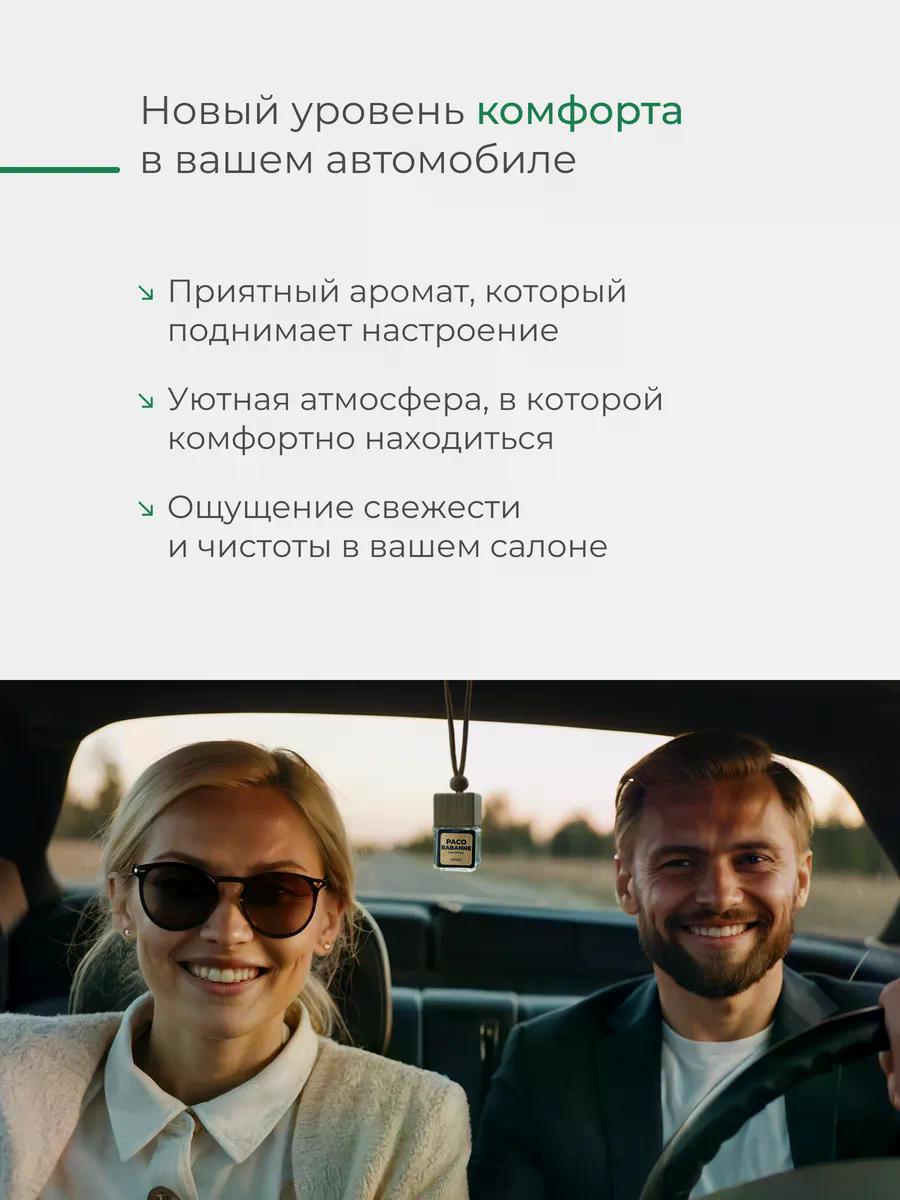 Новый уровень комфорта
в вашем автомобиле
Приятный аромат, который
поднимает настроение
Уютная атмосфера, в которой
комфортно находиться
Ощущение свежести
и чистоты в вашем салоне
PACO
RABANNE